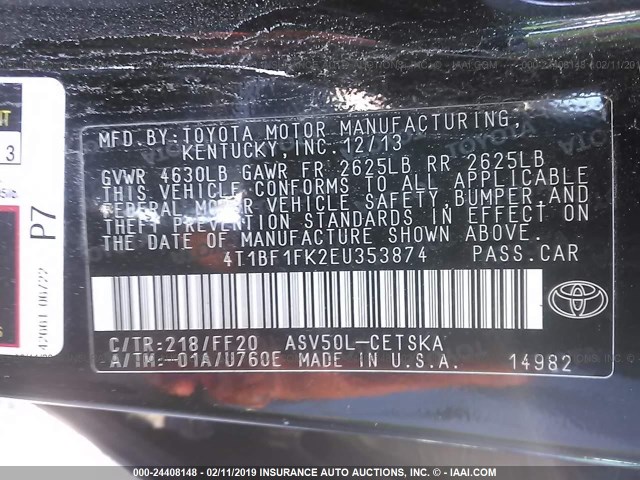 MFD.BY:TOYOTA MOTOR MANUFACTURING,
KENTUCKY,INC.12/13
GVWR 4630LB GAWR FR 2625LB RR 2625LB
THIS VEHICLE CONFORMS TO ALL APPLICABLE
FEDERAL MOTOR VEHICLE SAFETY,BUMPER,AND
THEFT PREVENTION STANDARDS IN EFFECT ON
THE DATE OF MANUFACTURE SHOWN ABOVE.
4T1BF1FK2EU353874 PASS.CAR
C/TR:218/FF20 ASV50L-CETSKA
A/TM:-01A/U760E MADE IN U.S.A.
14982
P7
3
000-24408148 - 02/11/2019 - INSURANCE AUTO AUCTIONS, INC. - © - IAAI.COM